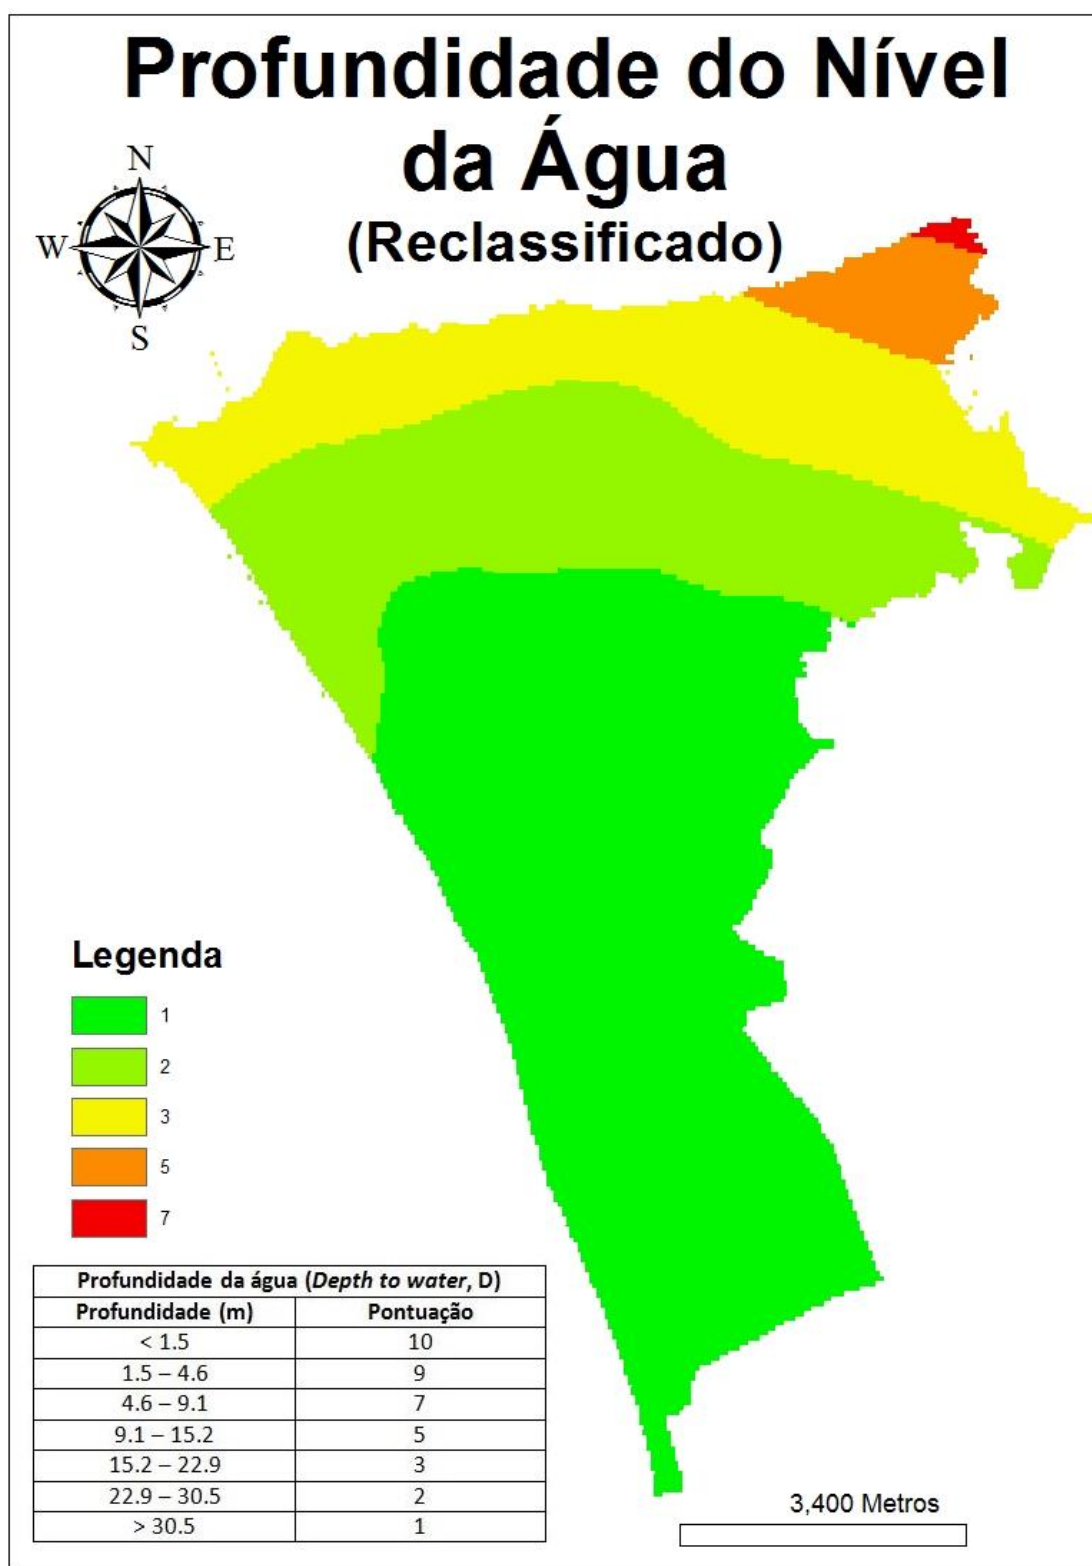 Profundidade do Nível
da Água
(Reclassificado)
N
W E
S
Legenda
1
2
3
5
7
Profundidade da água (Depth to water, D)
Profundidade (m) Pontuação
< 1.5 10
1.5 – 4.6 9
4.6 – 9.1 7
9.1 – 15.2 5
15.2 – 22.9 3
22.9 – 30.5 2
> 30.5 1
3,400 Metros